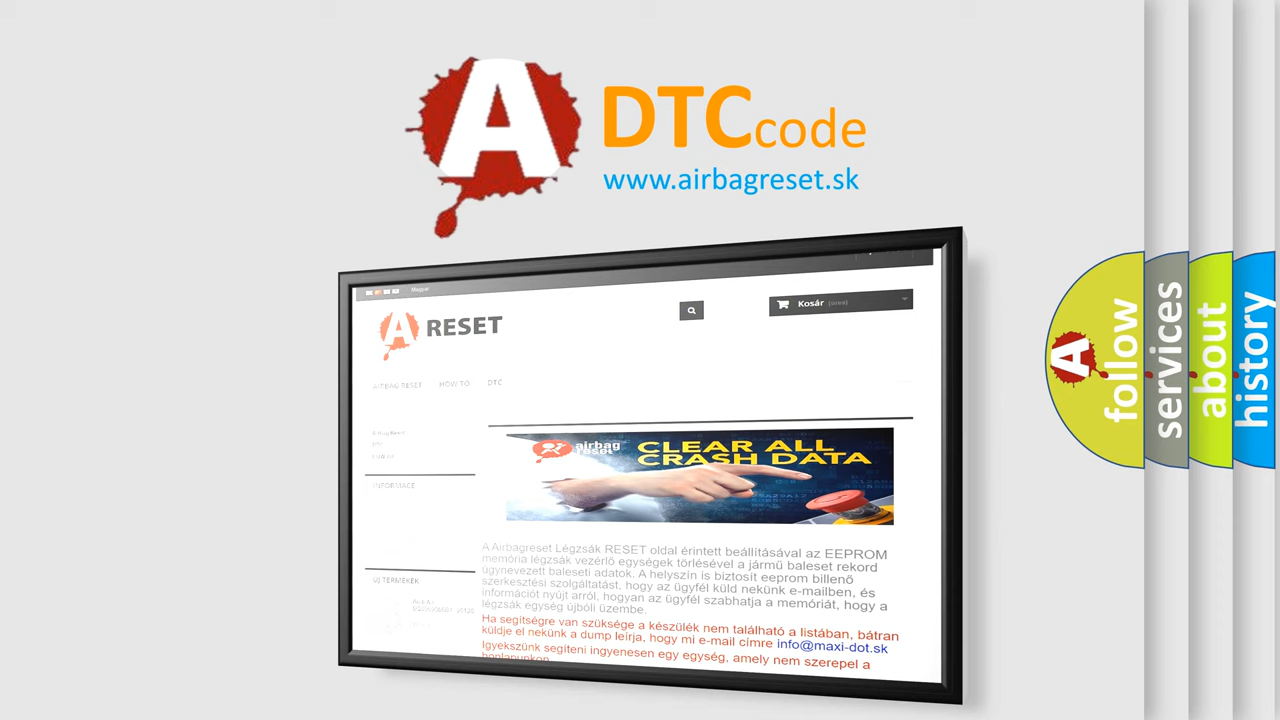 A
DTCcode
www.airbagreset.sk
Magyar
Kosár (üres)
A RESET
AIRBAG RESET HOW TO DTC
INFORMACE
ÚJ TERMÉKEK
airbag
reset
CLEAR ALL
CRASH DATA
A Airbagreset Légzsák RESET oldal érintett beállításával az EEPROM
memória légzsák vezérlő egységek törlésével a jármű baleset rekord
úgynevezett baleseti adatok. A helyszín is biztosít eeprom billenő
szerkesztési szolgáltatást, hogy az ügyfél küld nekünk e-mailben, és
információt nyújt arról, hogyan az ügyfél szabhatja a memóriát, hogy a
légzsák egység újbóli üzembe.
Ha segítségre van szüksége a készülék nem található a listában, bátran
küldje el nekünk a dump leírja, hogy mi e-mail címre info@maxi-dot.sk
Igyekszünk segíteni ingyenesen egy egység, amely nem szerepel a
honlapunkon
A
follow
services
about
history